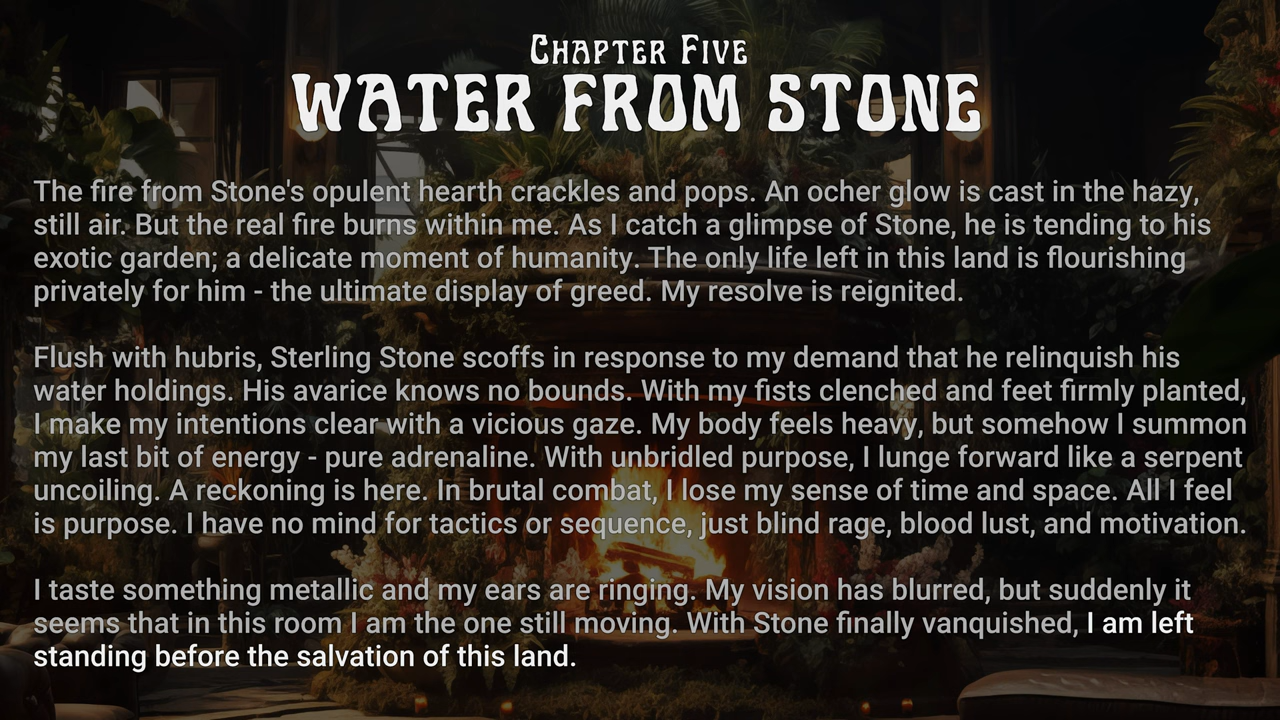 Chapter Five
WATER FROM STONE
The fire from Stone's opulent hearth crackles and pops. An ocher glow is cast in the hazy,
still air. But the real fire burns within me. As I catch a glimpse of Stone, he is tending to his
exotic garden; a delicate moment of humanity. The only life left in this land is flourishing
privately for him - the ultimate display of greed. My resolve is reignited.
Flush with hubris, Sterling Stone scoffs in response to my demand that he relinquish his
water holdings. His avarice knows no bounds. With my fists clenched and feet firmly planted,
I make my intentions clear with a vicious gaze. My body feels heavy, but somehow I summon
my last bit of energy - pure adrenaline. With unbridled purpose, I lunge forward like a serpent
uncoiling. A reckoning is here. In brutal combat, I lose my sense of time and space. All I feel
is purpose. I have no mind for tactics or sequence, just blind rage, blood lust, and motivation.
I taste something metallic and my ears are ringing. My vision has blurred, but suddenly it
seems that in this room I am the one still moving. With Stone finally vanquished, I am left
standing before the salvation of this land.